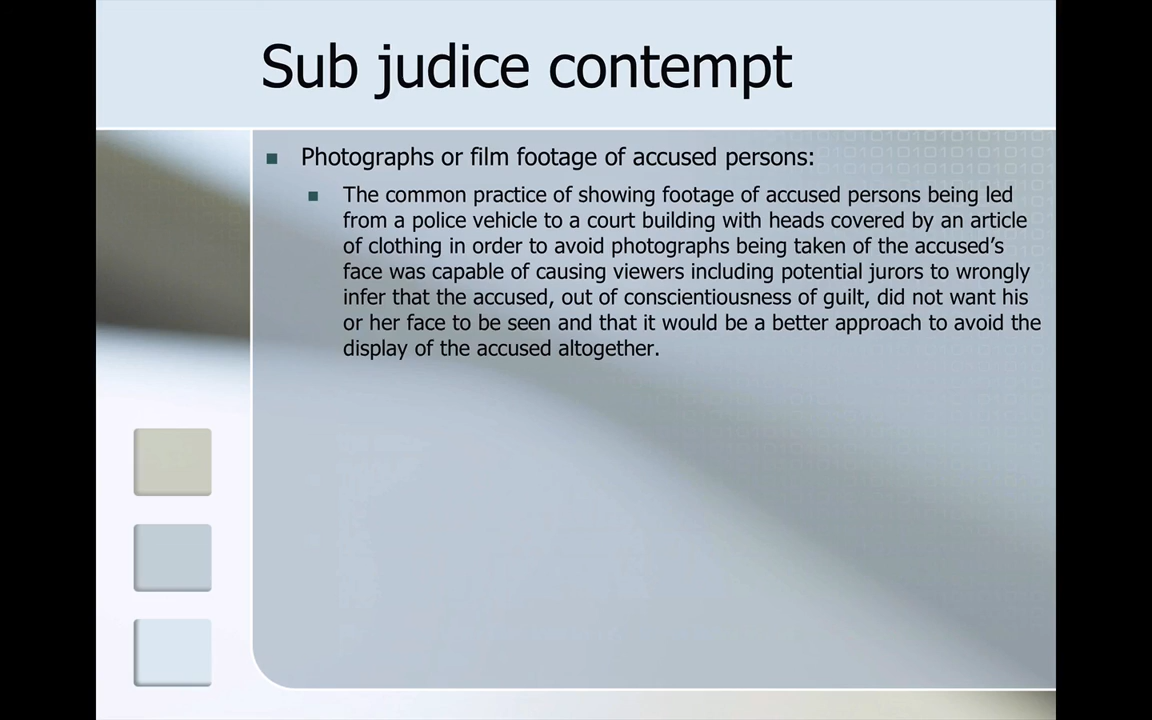 Sub judice contempt
Photographs or film footage of accused persons:
The common practice of showing footage of accused persons being led
from a police vehicle to a court building with heads covered by an article
of clothing in order to avoid photographs being taken of the accused’s
face was capable of causing viewers including potential jurors to wrongly
infer that the accused, out of conscientiousness of guilt, did not want his
or her face to be seen and that it would be a better approach to avoid the
display of the accused altogether.